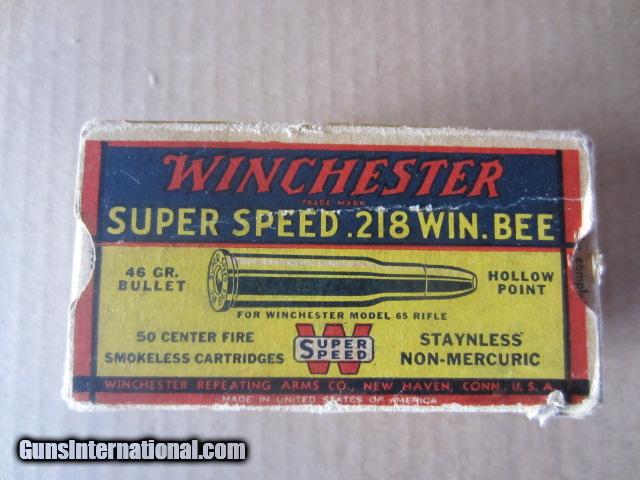 WINCHESTER
TRADE MARK
SUPER SPEED .218 WIN. BEE
46 GR.
BULLET
HOLLOW
POINT
FOR WINCHESTER MODEL 65 RIFLE
50 CENTER FIRE
SMOKELESS CARTRIDGES
W
SUPER
SPEED
STAYNLESS
NON-MERCURIC
WINCHESTER REPEATING ARMS CO., NEW HAVEN, CONN. U.S.A.
MADE IN UNITED STATES OF AMERICA
GunsInternational.com